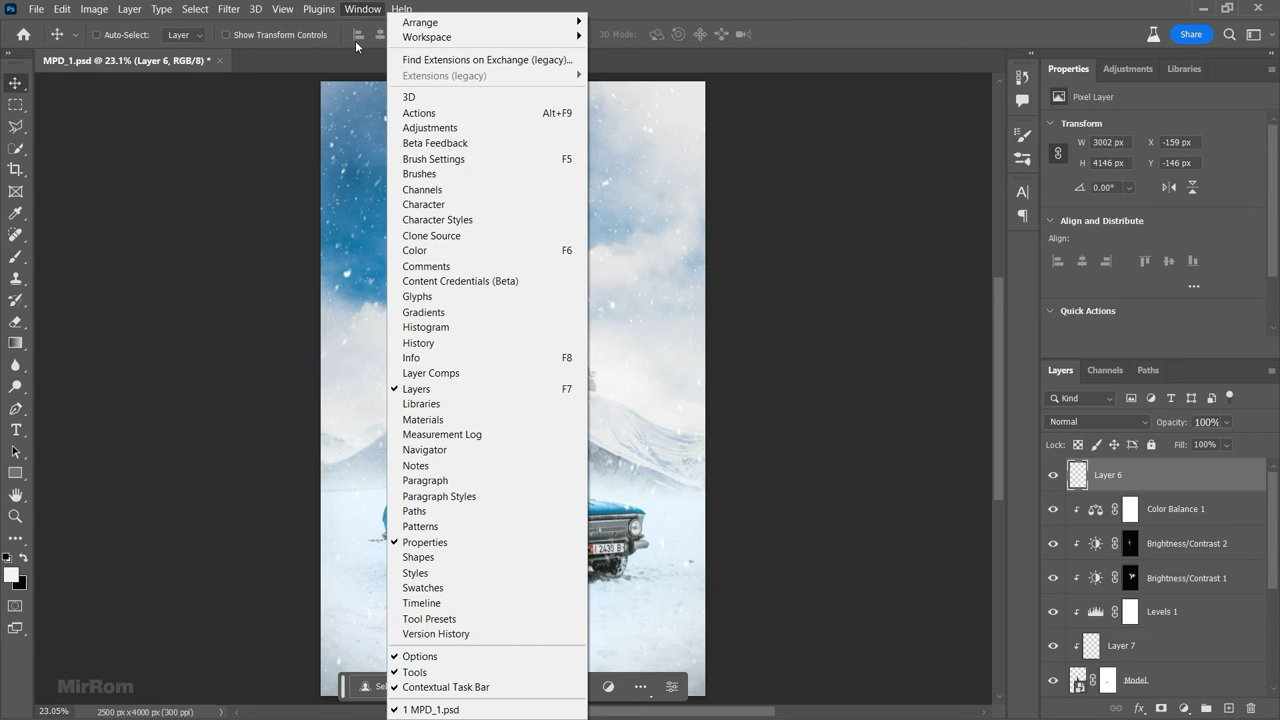 Ps File Edit Image Layer Type Select Filter 3D View Plugins Window Help
Auto-Select: Layer Show Transform Controls 3D Mode: Share
MPD_1.psd @ 23.1% (Layer 6, RGB/8) *
Arrange
Workspace
Find Extensions on Exchange (legacy)...
Extensions (legacy)
3D
Actions Alt+F9
Adjustments
Beta Feedback
Brush Settings F5
Brushes
Channels
Character
Character Styles
Clone Source
Color F6
Comments
Content Credentials (Beta)
Glyphs
Gradients
Histogram
History
Info F8
Layer Comps
Layers F7
Libraries
Materials
Measurement Log
Navigator
Notes
Paragraph
Paragraph Styles
Paths
Patterns
Properties
Shapes
Styles
Swatches
Timeline
Tool Presets
Version History
Options
Tools
Contextual Task Bar
1 MPD_1.psd
Properties Adjustments Libraries
Pixel Layer
Transform
W 3002 px X -159 px
H 4146 px Y -146 px
0.00°
Align and Distribute
Align:
Quick Actions
Layers Channels Paths
Kind
Normal Opacity: 100%
Lock: Fill: 100%
Layer 6
Color Balance 1
Brightness/Contrast 2
Brightness/Contrast 1
Levels 1
Layer 7
Model
2430 B
MirRom
23.05% 2500 px x 4000 px (300 ppi)